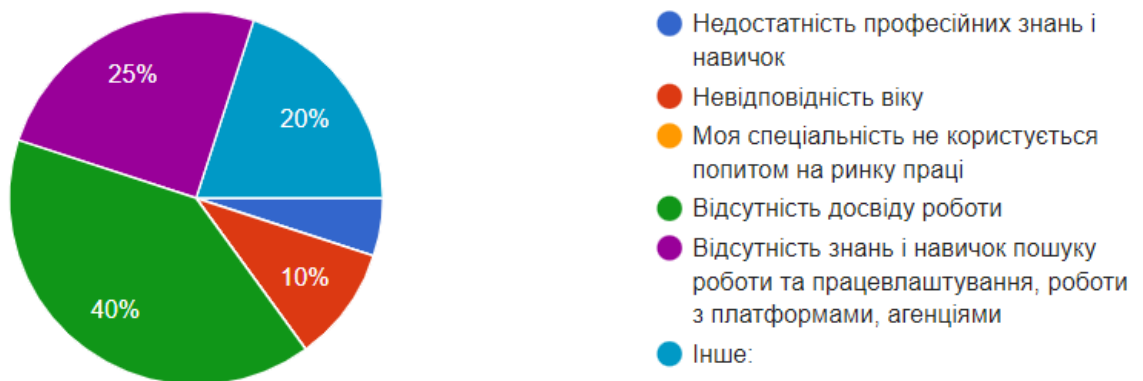 25%
20%
10%
40%
Недостатність професійних знань і
навичок
Невідповідність віку
Моя спеціальність не користується
попитом на ринку праці
Відсутність досвіду роботи
Відсутність знань і навичок пошуку
роботи та працевлаштування, роботи
з платформами, агенціями
Інше: